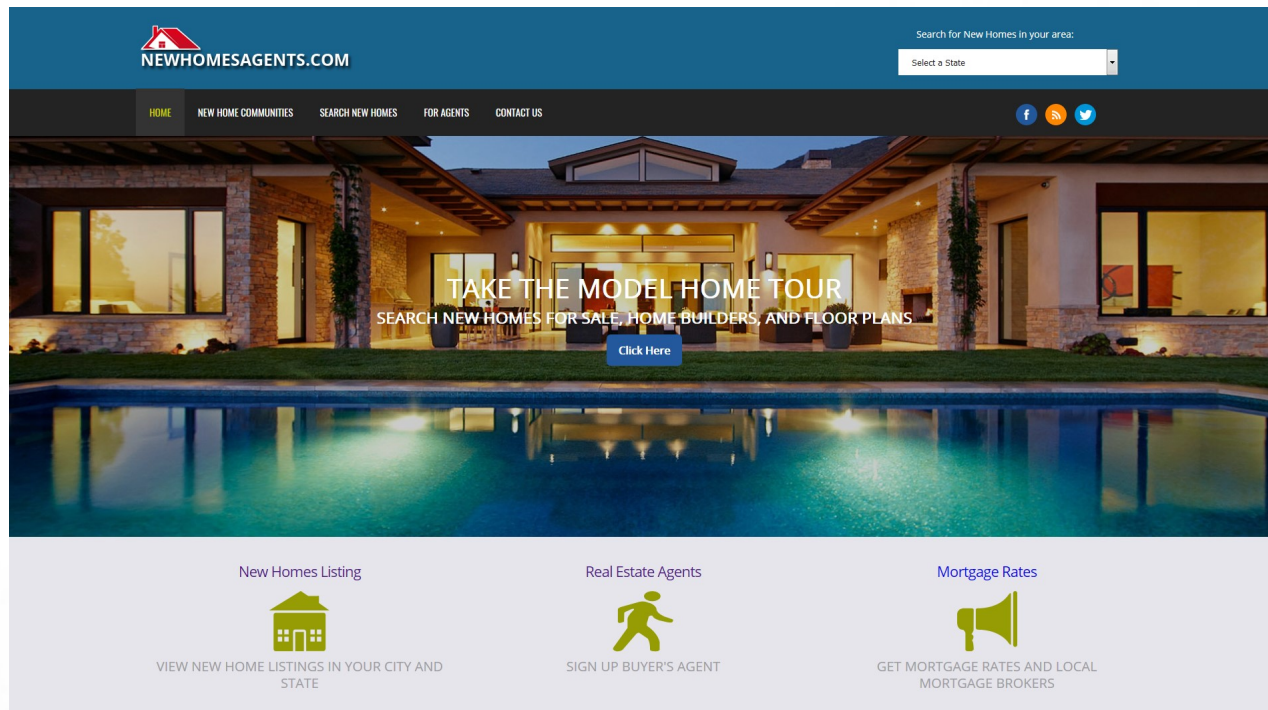 NEWHOMESAGENTS.COM
Search for New Homes in your area:
Select a State
HOME NEW HOME COMMUNITIES SEARCH NEW HOMES FOR AGENTS CONTACT US
TAKE THE MODEL HOME TOUR
SEARCH NEW HOMES FOR SALE, HOME BUILDERS, AND FLOOR PLANS
Click Here
New Homes Listing
VIEW NEW HOME LISTINGS IN YOUR CITY AND
STATE
Real Estate Agents
SIGN UP BUYER'S AGENT
Mortgage Rates
GET MORTGAGE RATES AND LOCAL
MORTGAGE BROKERS